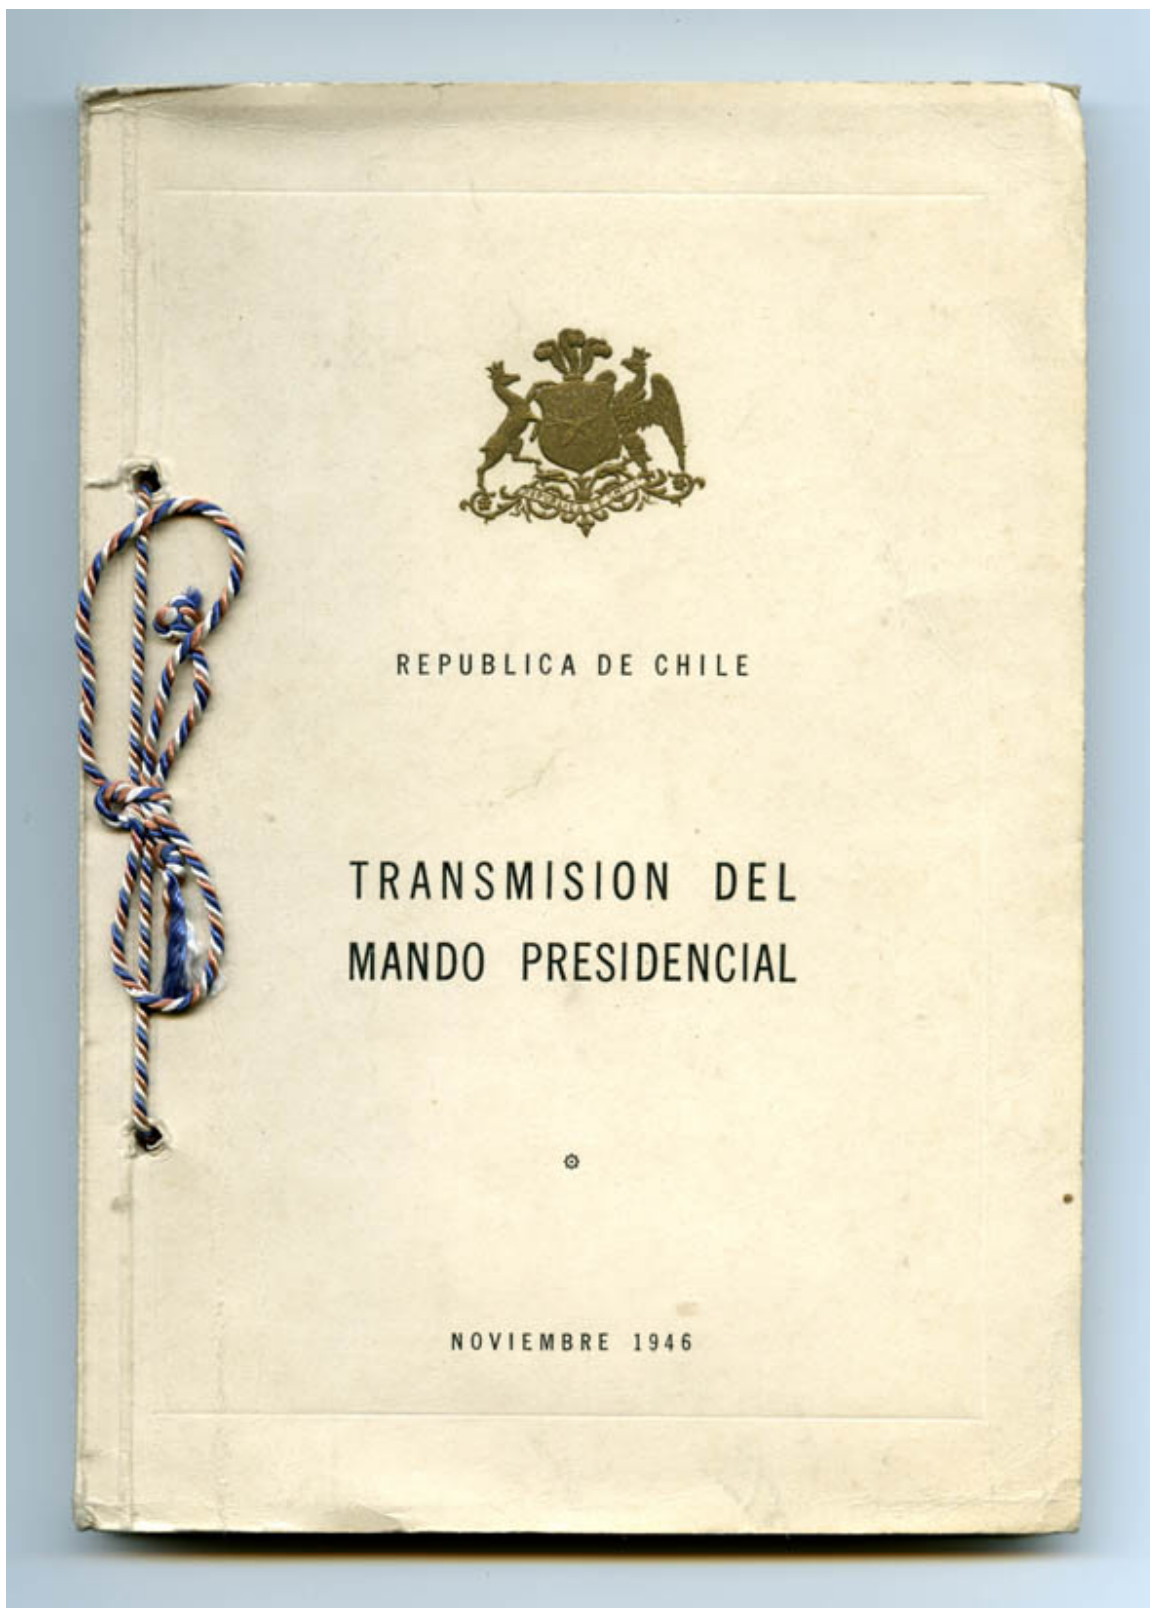 REPUBLICA DE CHILE
TRANSMISION DEL
MANDO PRESIDENCIAL
NOVIEMBRE 1946